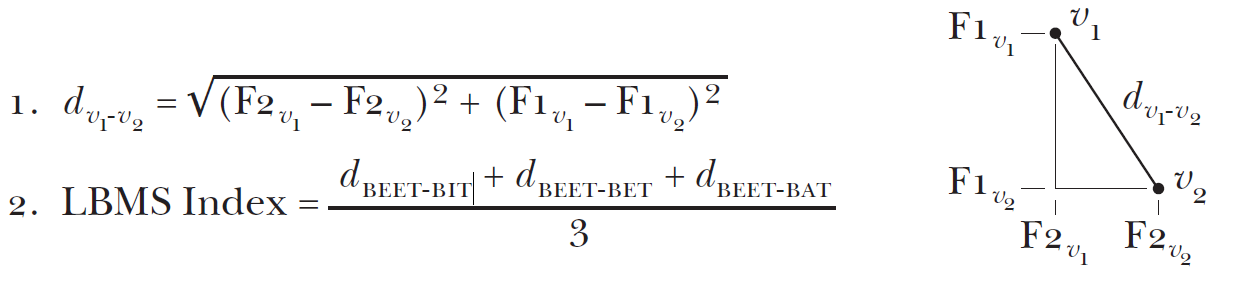 1. d_{v₁-v₂} = √(F2_{v₁} – F2_{v₂})² + (F1_{v₁} – F1_{v₂})²
2. LBMS Index = (d_{BEET-BIT} + d_{BEET-BET} + d_{BEET-BAT}) / 3
F1_{v₁}
v₁
d_{v₁-v₂}
F1_{v₂}
v₂
F2_{v₁}
F2_{v₂}